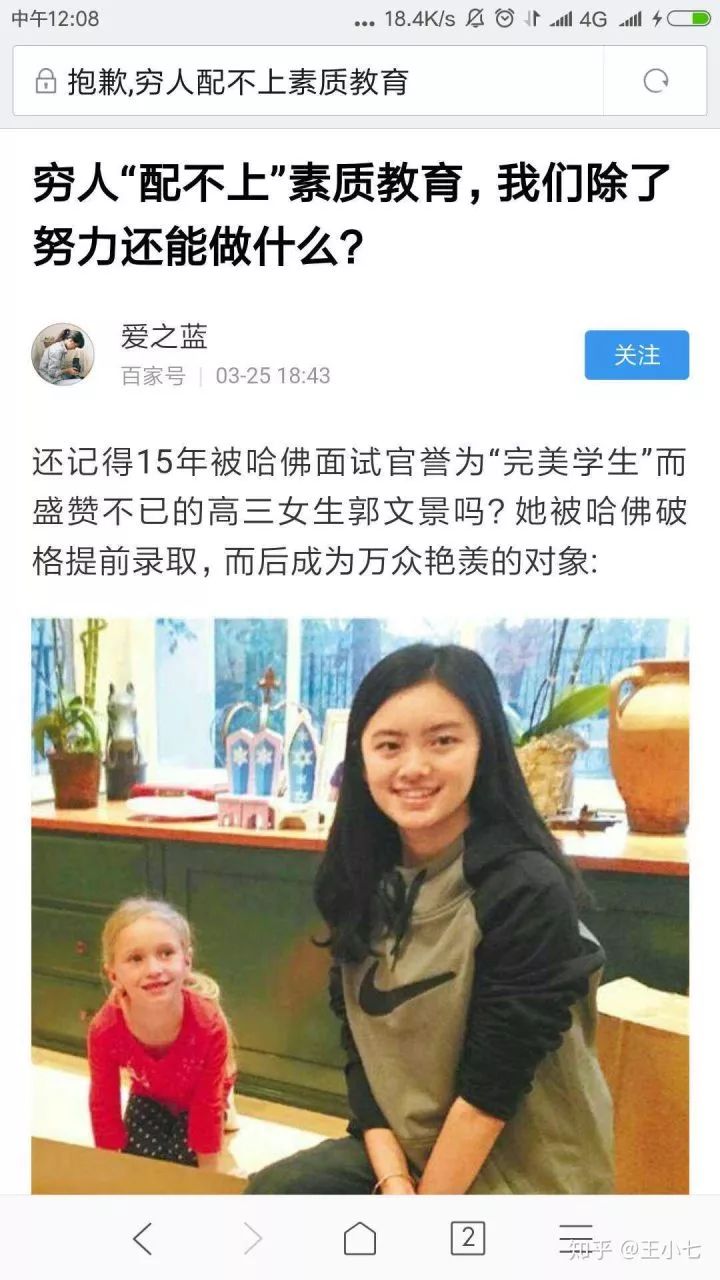 中午12:08
... 18.4K/s 4G
抱歉,穷人配不上素质教育
穷人“配不上”素质教育，我们除了
努力还能做什么？
爱之蓝
百家号 | 03-25 18:43
关注
还记得15年被哈佛面试官誉为“完美学生”而
盛赞不已的高三女生郭文景吗？她被哈佛破
格提前录取，而后成为万众艳羡的对象:
2
知乎 @王小七